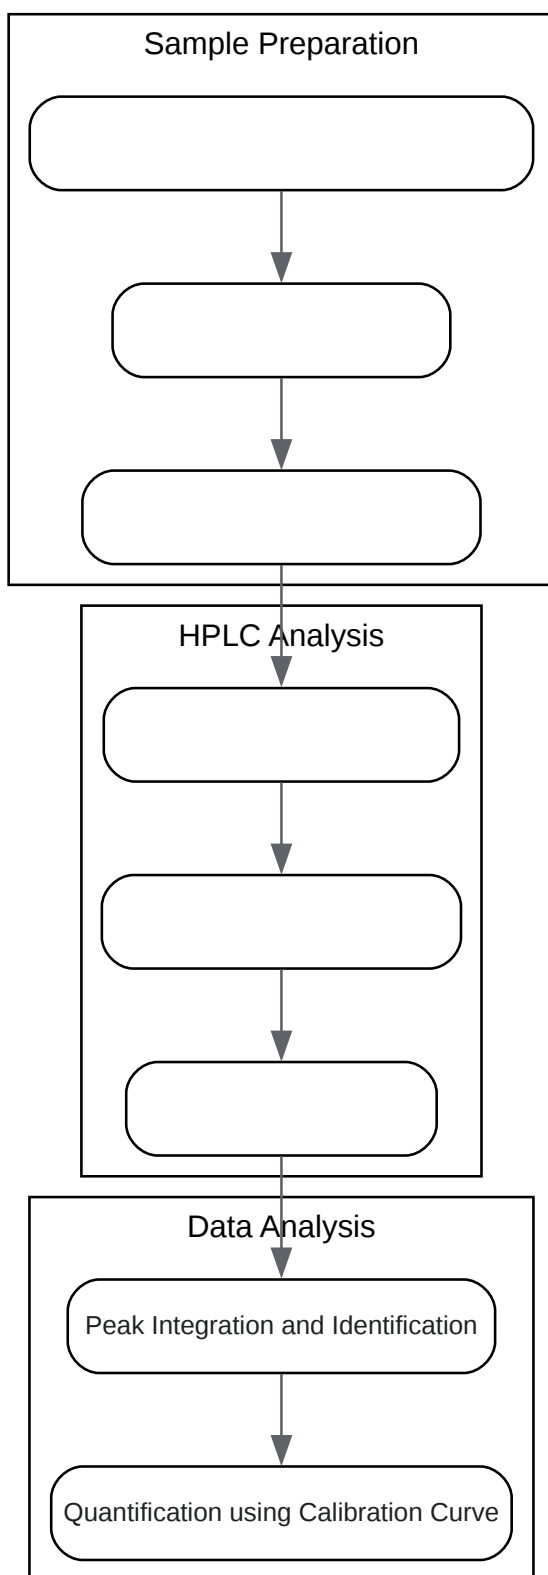 Sample Preparation
HPLC Analysis
Data Analysis
Peak Integration and Identification
Quantification using Calibration Curve